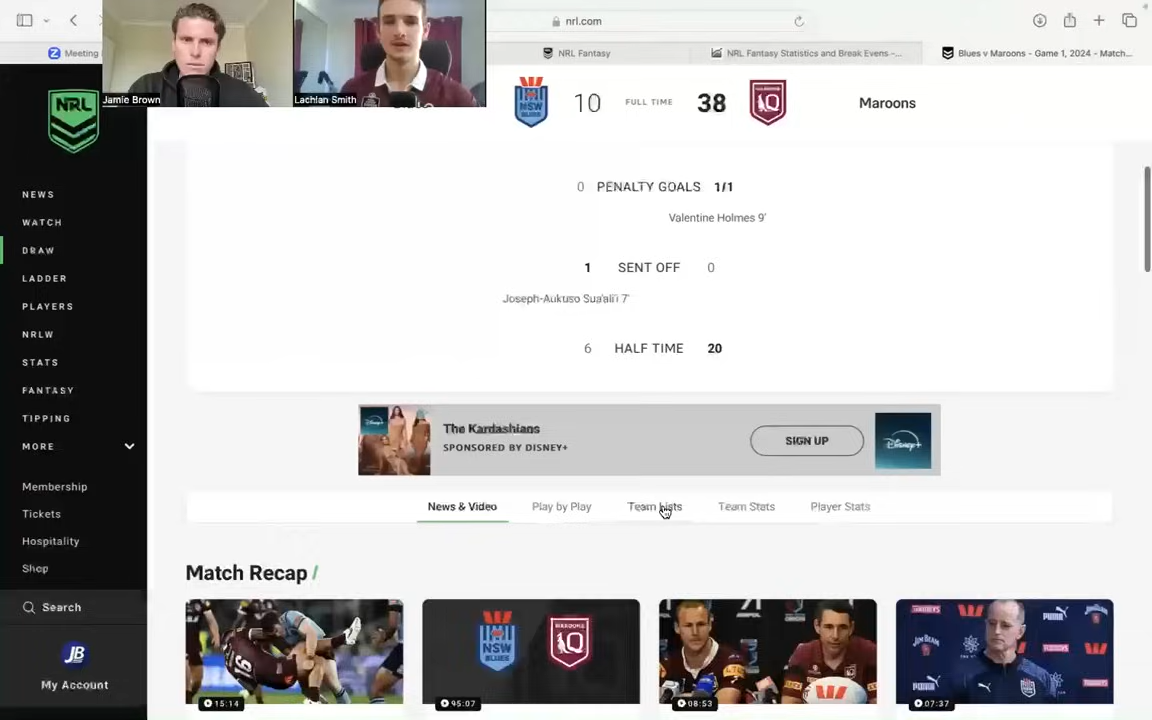 nrl.com
Meeting
NRL Fantasy
NRL Fantasy Statistics and Break Evens -...
Blues v Maroons - Game 1, 2024 - Match...
Jamie Brown
Lachlan Smith
NRL
NSW
BLUES
10
FULL TIME
38
Q
Maroons
NEWS
WATCH
DRAW
LADDER
PLAYERS
NRLW
STATS
FANTASY
TIPPING
MORE
Membership
Tickets
Hospitality
Shop
Search
JB
My Account
0 PENALTY GOALS 1/1
Valentine Holmes 9'
1 SENT OFF 0
Joseph-Aukuso Sua'ali'i 7'
6 HALF TIME 20
The Kardashians
SPONSORED BY DISNEY+
SIGN UP
Disney+
News & Video
Play by Play
Team Lists
Team Stats
Player Stats
Match Recap /
15:14
95:07
08:53
07:37